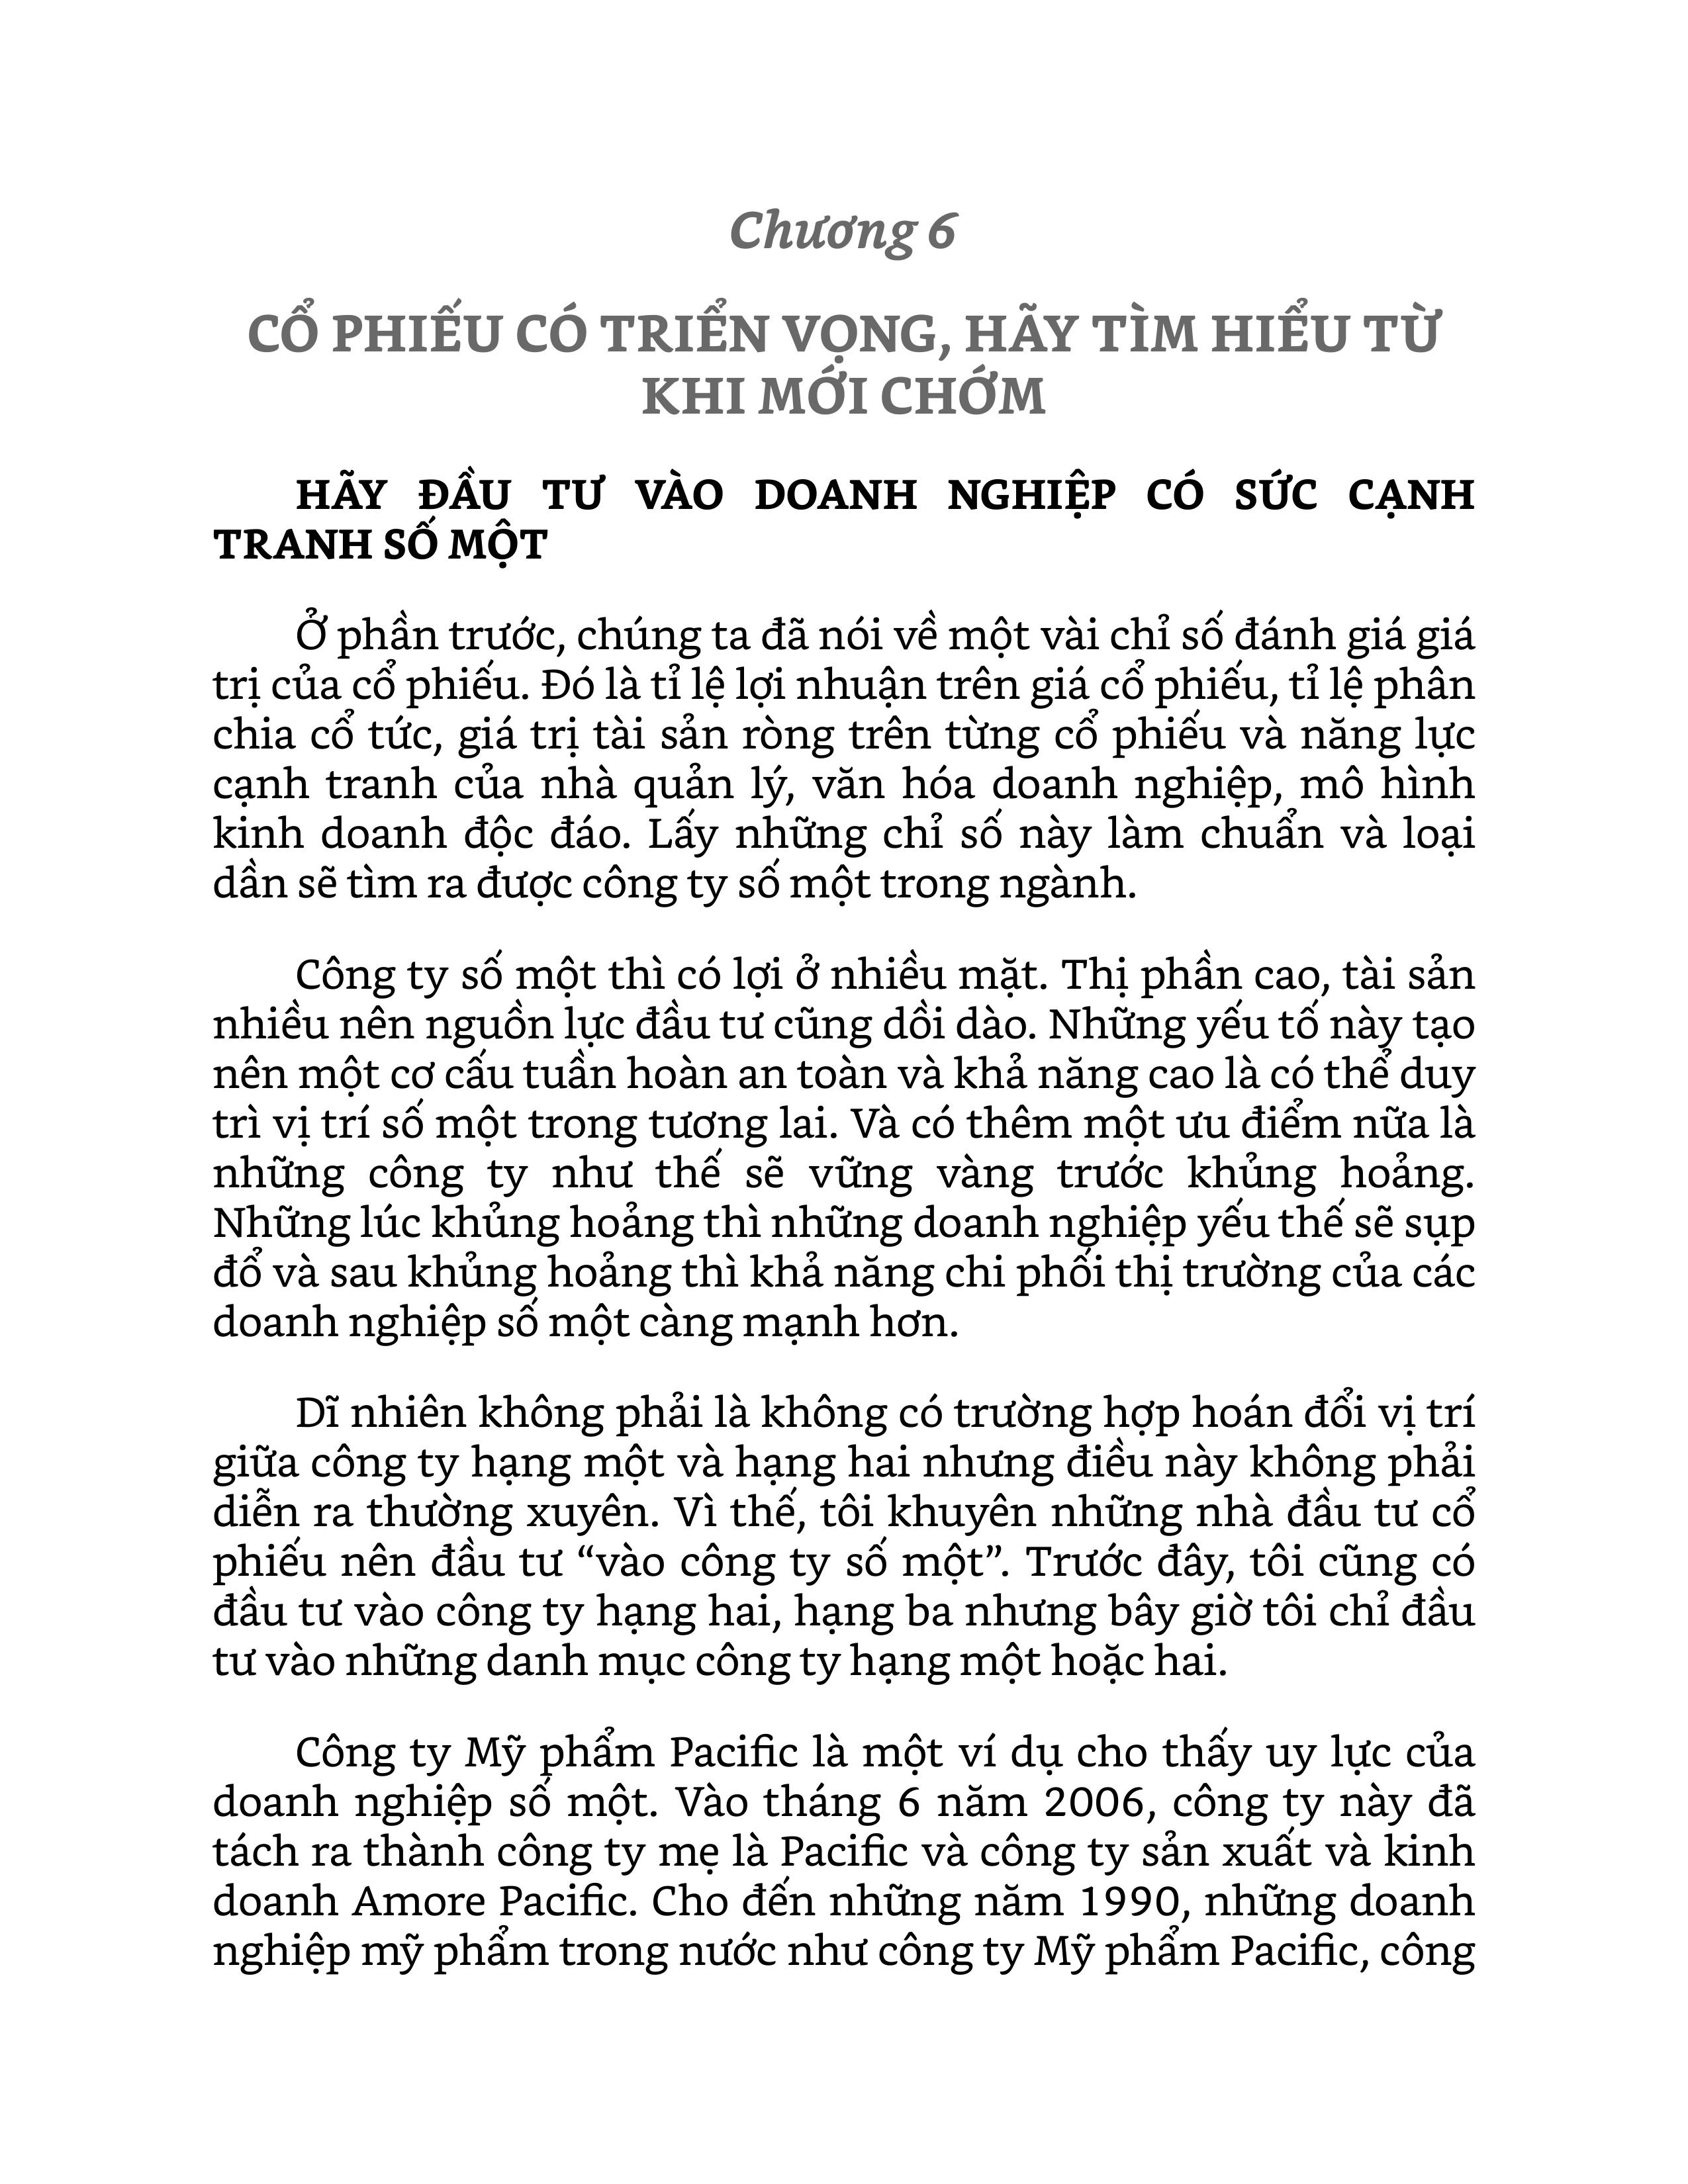 Chương 6
CỔ PHIẾU CÓ TRIỂN VỌNG, HÃY TÌM HIỂU TỪ
KHI MỚI CHỚM
HÃY ĐẦU TƯ VÀO DOANH NGHIỆP CÓ SỨC CẠNH
TRANH SỐ MỘT
Ở phần trước, chúng ta đã nói về một vài chỉ số đánh giá giá
trị của cổ phiếu. Đó là tỉ lệ lợi nhuận trên giá cổ phiếu, tỉ lệ phân
chia cổ tức, giá trị tài sản ròng trên từng cổ phiếu và năng lực
cạnh tranh của nhà quản lý, văn hóa doanh nghiệp, mô hình
kinh doanh độc đáo. Lấy những chỉ số này làm chuẩn và loại
dần sẽ tìm ra được công ty số một trong ngành.
Công ty số một thì có lợi ở nhiều mặt. Thị phần cao, tài sản
nhiều nên nguồn lực đầu tư cũng dồi dào. Những yếu tố này tạo
nên một cơ cấu tuần hoàn an toàn và khả năng cao là có thể duy
trì vị trí số một trong tương lai. Và có thêm một ưu điểm nữa là
những công ty như thế sẽ vững vàng trước khủng hoảng.
Những lúc khủng hoảng thì những doanh nghiệp yếu thế sẽ sụp
đổ và sau khủng hoảng thì khả năng chi phối thị trường của các
doanh nghiệp số một càng mạnh hơn.
Dĩ nhiên không phải là không có trường hợp hoán đổi vị trí
giữa công ty hạng một và hạng hai nhưng điều này không phải
diễn ra thường xuyên. Vì thế, tôi khuyên những nhà đầu tư cổ
phiếu nên đầu tư “vào công ty số một”. Trước đây, tôi cũng có
đầu tư vào công ty hạng hai, hạng ba nhưng bây giờ tôi chỉ đầu
tư vào những danh mục công ty hạng một hoặc hai.
Công ty Mỹ phẩm Pacific là một ví dụ cho thấy uy lực của
doanh nghiệp số một. Vào tháng 6 năm 2006, công ty này đã
tách ra thành công ty mẹ là Pacific và công ty sản xuất và kinh
doanh Amore Pacific. Cho đến những năm 1990, những doanh
nghiệp mỹ phẩm trong nước như công ty Mỹ phẩm Pacific, công